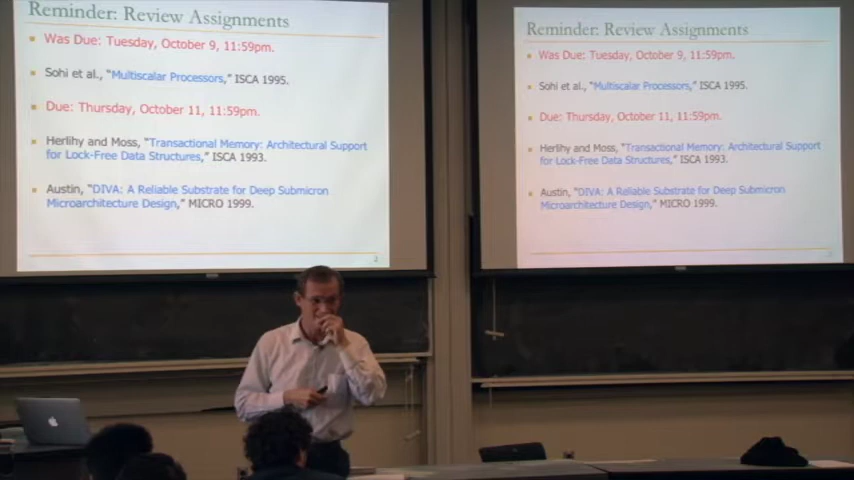 Reminder: Review Assignments
Was Due: Tuesday, October 9, 11:59pm.
Sohi et al., “Multiscalar Processors,” ISCA 1995.
Due: Thursday, October 11, 11:59pm.
Herlihy and Moss, “Transactional Memory: Architectural Support
for Lock-Free Data Structures,” ISCA 1993.
Austin, “DIVA: A Reliable Substrate for Deep Submicron
Microarchitecture Design,” MICRO 1999.
2
Reminder: Review Assignments
Was Due: Tuesday, October 9, 11:59pm.
Sohi et al., “Multiscalar Processors,” ISCA 1995.
Due: Thursday, October 11, 11:59pm.
Herlihy and Moss, “Transactional Memory: Architectural Support
for Lock-Free Data Structures,” ISCA 1993.
Austin, “DIVA: A Reliable Substrate for Deep Submicron
Microarchitecture Design,” MICRO 1999.